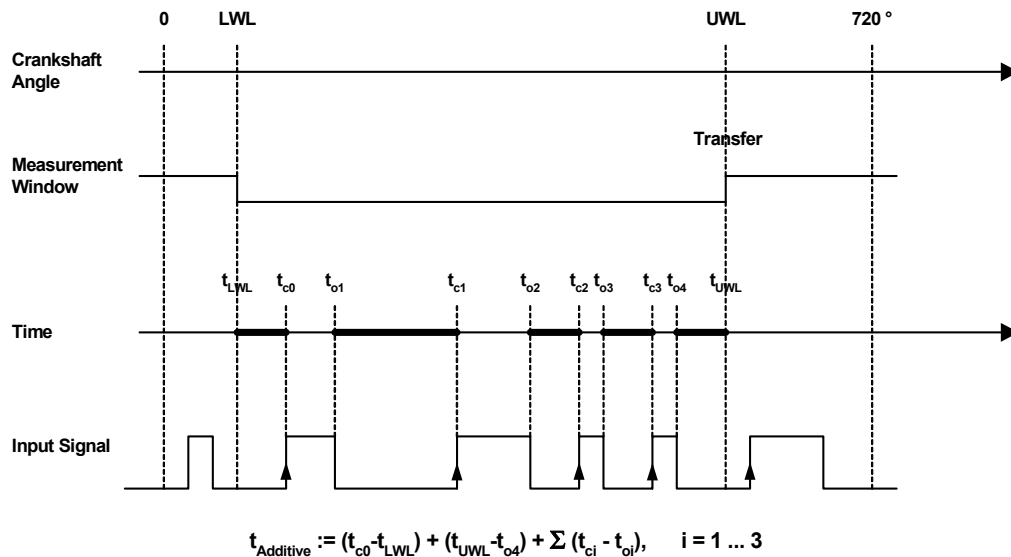 0 LWL UWL 720 °
Crankshaft
Angle
Transfer
Measurement
Window
t_LWL t_c0 t_o1 t_c1 t_o2 t_c2 t_o3 t_c3 t_o4 t_UWL
Time
Input Signal
t_Additive := (t_c0-t_LWL) + (t_UWL-t_o4) + Σ (t_ci - t_oi), i = 1 ... 3